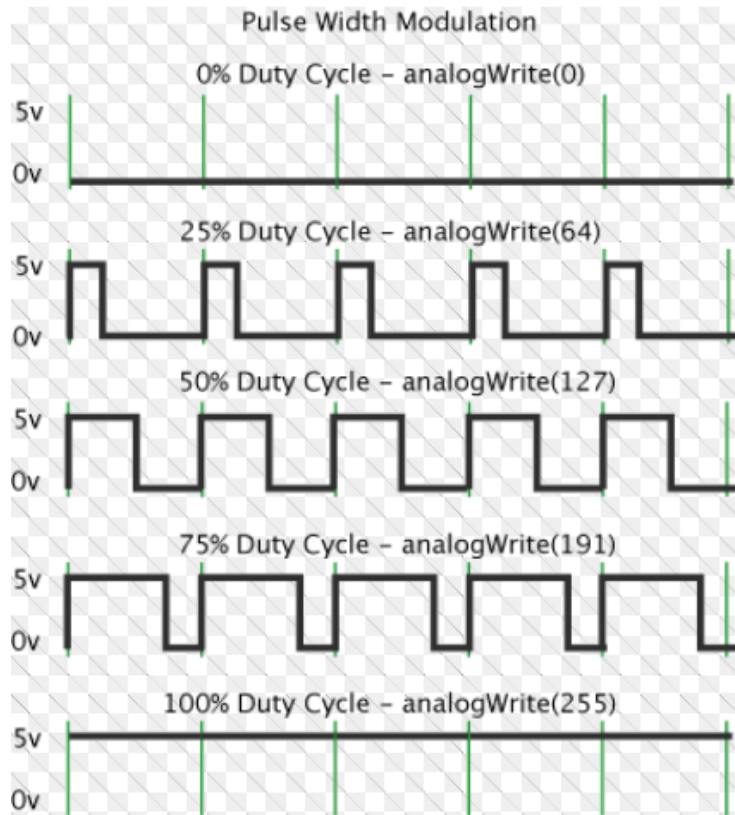 Pulse Width Modulation
0% Duty Cycle – analogWrite(0)
5v
0v
25% Duty Cycle – analogWrite(64)
5v
0v
50% Duty Cycle – analogWrite(127)
5v
0v
75% Duty Cycle – analogWrite(191)
5v
0v
100% Duty Cycle – analogWrite(255)
5v
0v